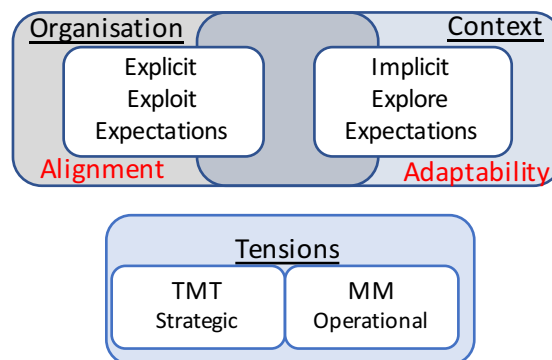 Organisation
Context
Explicit
Exploit
Expectations
Implicit
Explore
Expectations
Alignment
Adaptability
Tensions
TMT
Strategic
MM
Operational